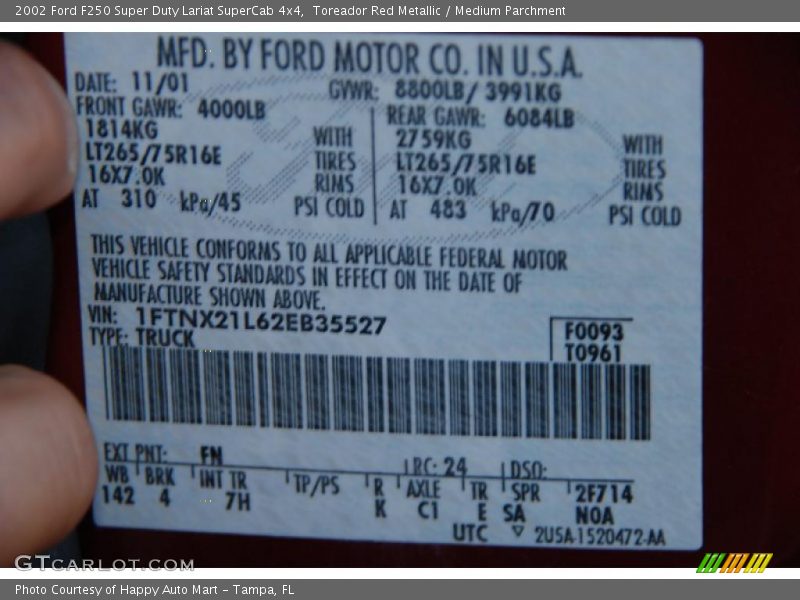 2002 Ford F250 Super Duty Lariat SuperCab 4x4, Toreador Red Metallic / Medium Parchment
MFD. BY FORD MOTOR CO. IN U.S.A.
DATE: 11/01 GVWR: 8800LB/ 3991KG
FRONT GAWR: 4000LB REAR GAWR: 6084LB
1814KG WITH 2759KG WITH
LT265/75R16E TIRES LT265/75R16E TIRES
16X7.0K RIMS 16X7.0K RIMS
AT 310 kPa/45 PSI COLD AT 483 kPa/70 PSI COLD
THIS VEHICLE CONFORMS TO ALL APPLICABLE FEDERAL MOTOR
VEHICLE SAFETY STANDARDS IN EFFECT ON THE DATE OF
MANUFACTURE SHOWN ABOVE.
VIN: 1FTNX21L62EB35527 F0093
TYPE: TRUCK T0961
EXT PNT: FN RC: 24 DSO:
WB BRK INT TR TP/PS R AXLE TR SPR 2F714
142 4 7H K C1 E SA NOA
UTC ▽ 2U5A-1520472-AA
GTcarlot.com
Photo Courtesy of Happy Auto Mart - Tampa, FL